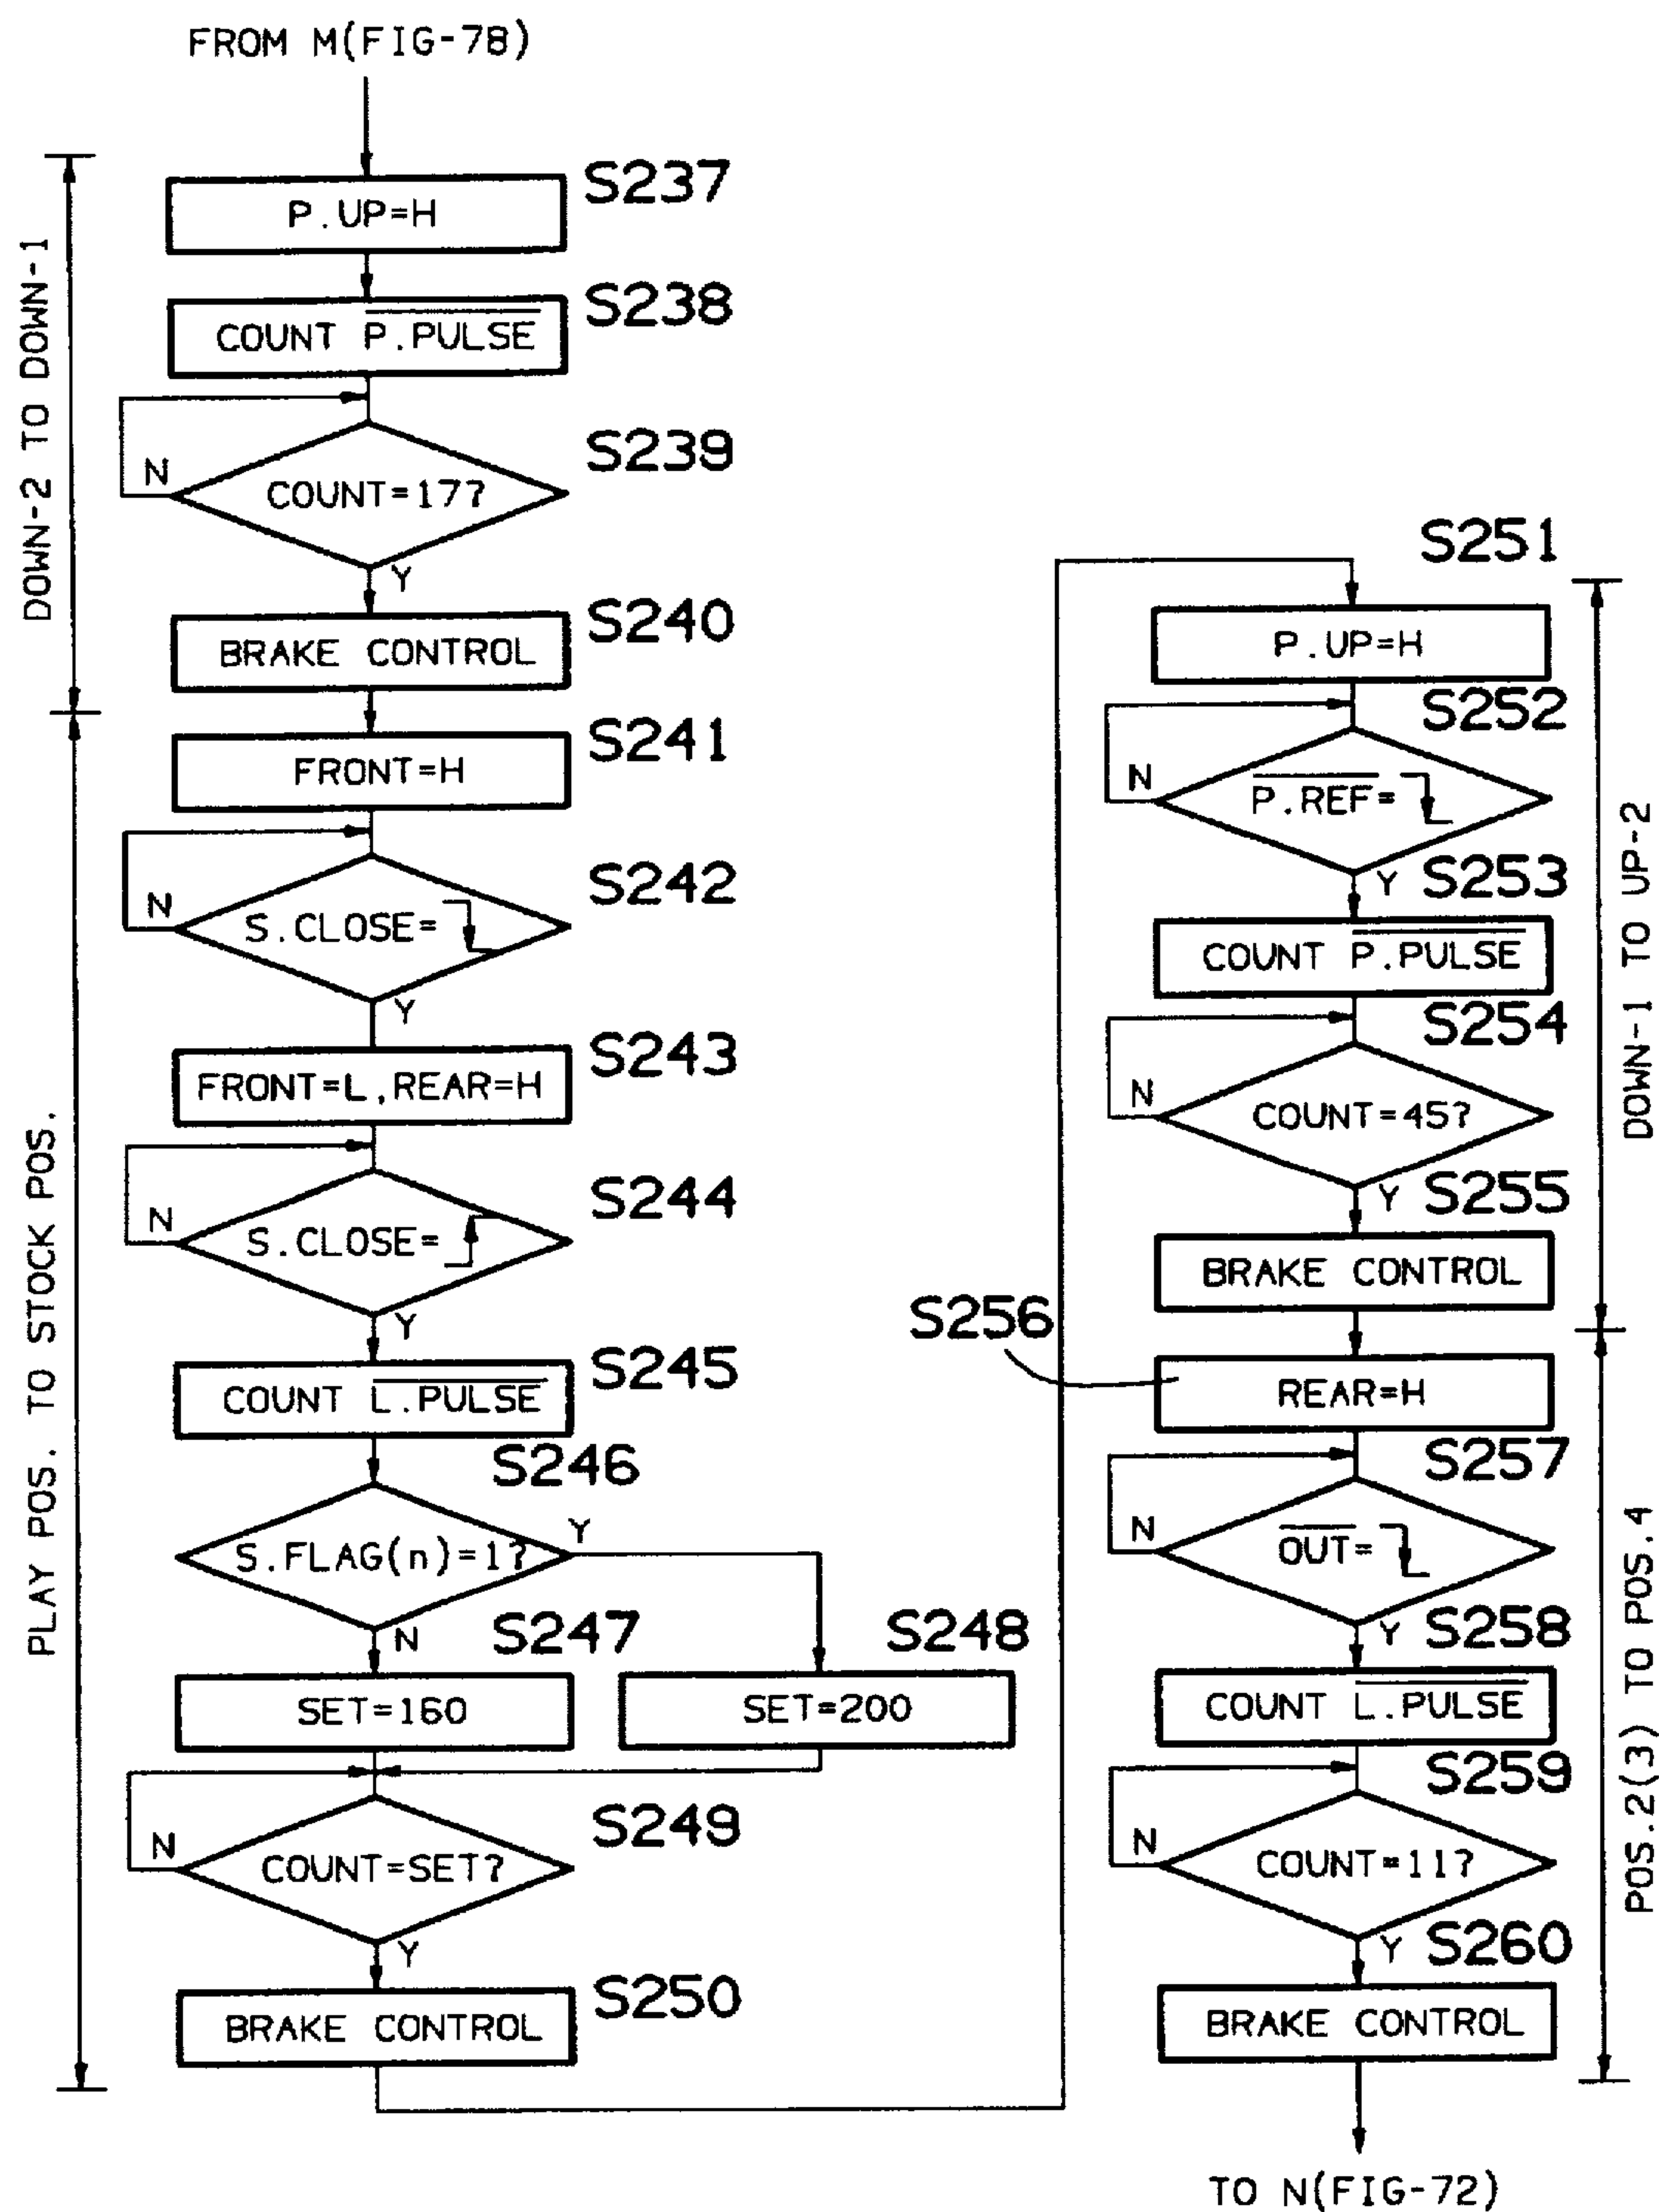 FROM M(FIG-78)
S237
P.UP=H
S238
COUNT P.PULSE
S239
COUNT=17?
N
Y
S240
BRAKE CONTROL
DOWN-2 TO DOWN-1
S241
FRONT=H
S242
S.CLOSE=
N
Y
S243
FRONT=L,REAR=H
S244
S.CLOSE=
N
Y
S245
COUNT L.PULSE
S246
S.FLAG(n)=1?
Y
N
S247
SET=160
S248
SET=200
S249
COUNT=SET?
N
Y
S250
BRAKE CONTROL
PLAY POS. TO STOCK POS.
S251
P.UP=H
S252
P.REF=
N
Y
S253
COUNT P.PULSE
S254
COUNT=45?
N
Y
S255
BRAKE CONTROL
DOWN-1 TO UP-2
S256
REAR=H
S257
OUT=
N
Y
S258
COUNT L.PULSE
S259
COUNT=11?
N
Y
S260
BRAKE CONTROL
POS.2(3) TO POS.4
TO N(FIG-72)